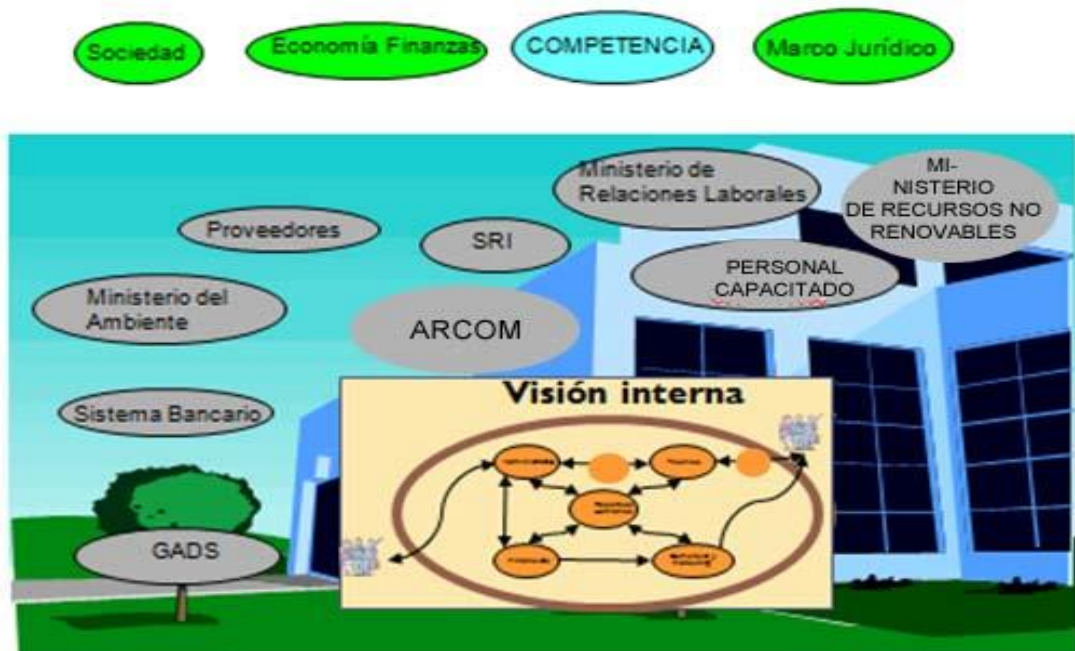 Sociedad
Economía Finanzas
COMPETENCIA
Marco Jurídico
Ministerio de
Relaciones Laborales
MI-
NISTERIO
DE RECURSOS NO
RENOVABLES
Proveedores
SRI
PERSONAL
CAPACITADO
Ministerio del
Ambiente
ARCOM
Visión interna
Sistema Bancario
GADS